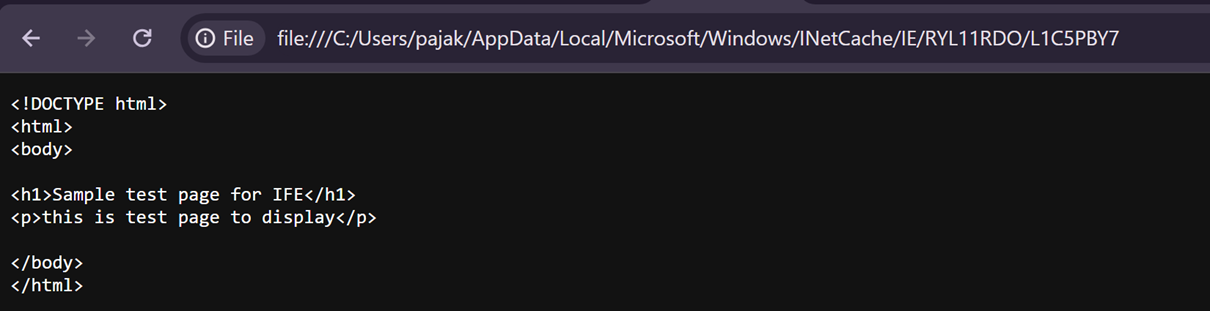 File file:///C:/Users/pajak/AppData/Local/Microsoft/Windows/INetCache/IE/RYL11RDO/L1C5PBY7
<!DOCTYPE html>
<html>
<body>
<h1>Sample test page for IFE</h1>
<p>this is test page to display</p>
</body>
</html>